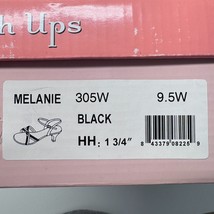 h Ups
MELANIE 305W 9.5W
BLACK
HH: 1 3/4"
8 43379 08225 9